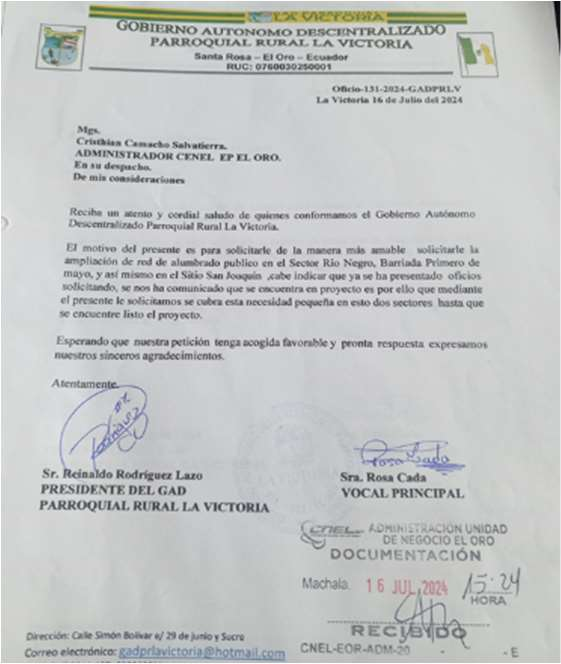 LA VICTORIA
GOBIERNO AUTONOMO DESCENTRALIZADO
PARROQUIAL RURAL LA VICTORIA
Santa Rosa – El Oro – Ecuador
RUC: 0760030250001
Oficio-131-2024-GADPRLV
La Victoria 16 de Julio del 2024
Mgs.
Cristhian Camacho Salvatierra.
ADMINISTRADOR CENEL EP EL ORO.
En su despacho.
De mis consideraciones
Reciba un atento y cordial saludo de quienes conformamos el Gobierno Autónomo
Descentralizado Parroquial Rural La Victoria.
El motivo del presente es para solicitarle de la manera más amable solicitarle la
ampliación de red de alumbrado publico en el Sector Rio Negro, Barriada Primero de
mayo, y así mismo en el Sitio San Joaquín ,cabe indicar que ya se ha presentado oficios
solicitando, se nos ha comunicado que se encuentra en proyecto es por ello que mediante
el presente le solicitamos se cubra esta necesidad pequeña en esto dos sectores hasta que
se encuentre listo el proyecto.
Esperando que nuestra petición tenga acogida favorable y pronta respuesta expresamos
nuestros sinceros agradecimientos.
Atentamente.
Rosa Cada
Sr. Reinaldo Rodríguez Lazo
PRESIDENTE DEL GAD
PARROQUIAL RURAL LA VICTORIA
Sra. Rosa Cada
VOCAL PRINCIPAL
CNEL ADMINISTRACIÓN UNIDAD
DE NEGOCIO EL ORO
DOCUMENTACIÓN
Machala. 16 JUL 2024 15:24
HORA
RECIBIDO
CNEL-EOR-ADM-20 - - E
Dirección: Calle Simón Bolívar e/ 29 de junio y Sucre
Correo electrónico: gadprlavictoria@hotmail.com